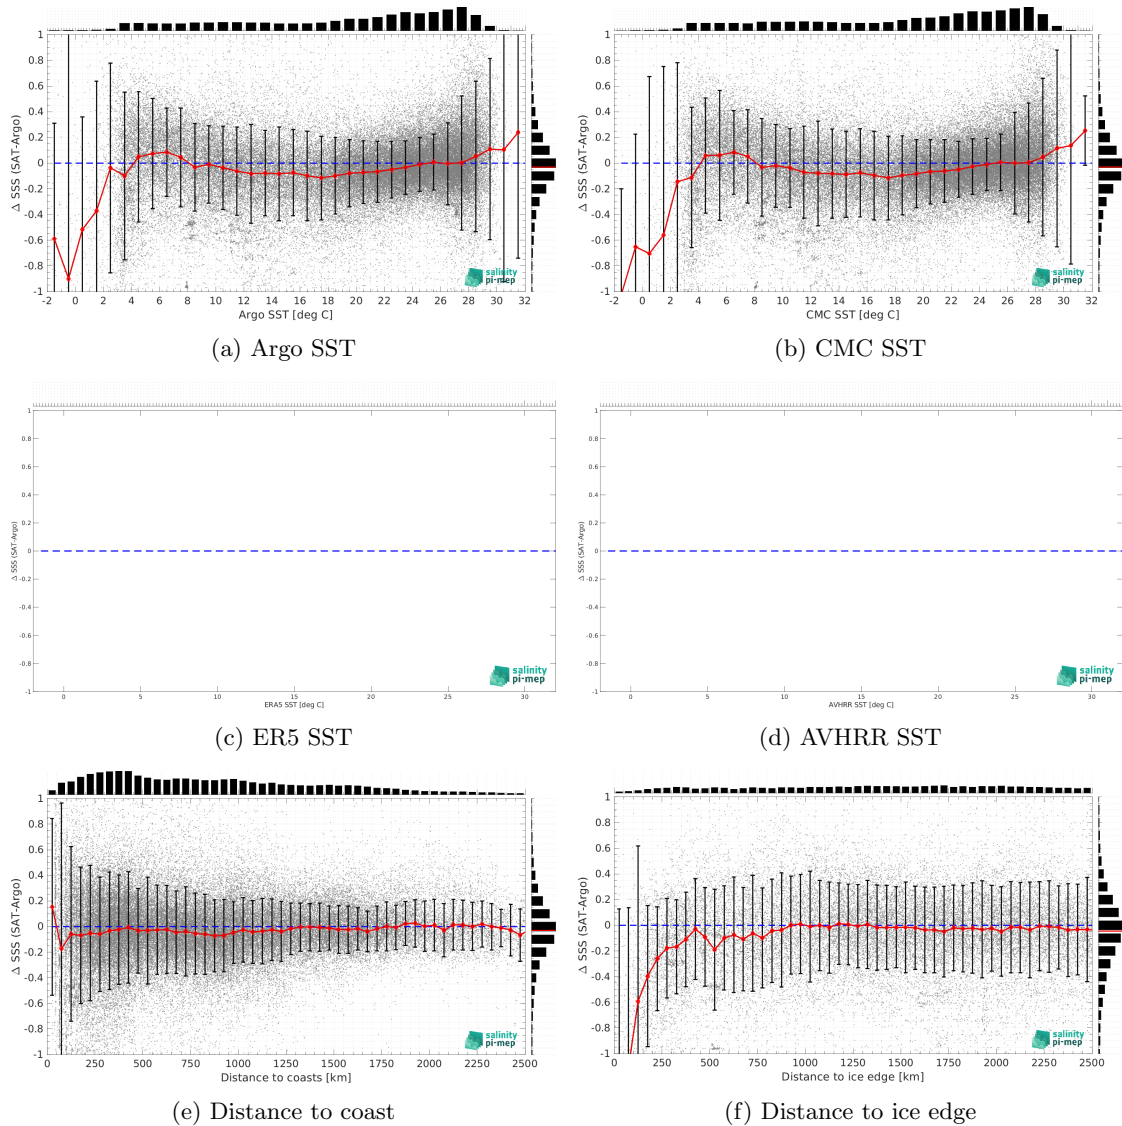 1
0.8
0.6
0.4
0.2
0
-0.2
-0.4
-0.6
-0.8
-1
Δ SSS (SAT-Argo)
salinity
pi-mep
-2 0 2 4 6 8 10 12 14 16 18 20 22 24 26 28 30 32
Argo SST [deg C]
(a) Argo SST
1
0.8
0.6
0.4
0.2
0
-0.2
-0.4
-0.6
-0.8
-1
Δ SSS (SAT-Argo)
salinity
pi-mep
-2 0 2 4 6 8 10 12 14 16 18 20 22 24 26 28 30 32
CMC SST [deg C]
(b) CMC SST
1
0.8
0.6
0.4
0.2
0
-0.2
-0.4
-0.6
-0.8
-1
Δ SSS (SAT-Argo)
salinity
pi-mep
0 5 10 15 20 25 30
ERA5 SST [deg C]
(c) ER5 SST
1
0.8
0.6
0.4
0.2
0
-0.2
-0.4
-0.6
-0.8
-1
Δ SSS (SAT-Argo)
salinity
pi-mep
0 5 10 15 20 25 30
AVHRR SST [deg C]
(d) AVHRR SST
1
0.8
0.6
0.4
0.2
0
-0.2
-0.4
-0.6
-0.8
-1
Δ SSS (SAT-Argo)
salinity
pi-mep
0 250 500 750 1000 1250 1500 1750 2000 2250 2500
Distance to coasts [km]
(e) Distance to coast
1
0.8
0.6
0.4
0.2
0
-0.2
-0.4
-0.6
-0.8
-1
Δ SSS (SAT-Argo)
salinity
pi-mep
0 250 500 750 1000 1250 1500 1750 2000 2250 2500
Distance to ice edge [km]
(f) Distance to ice edge